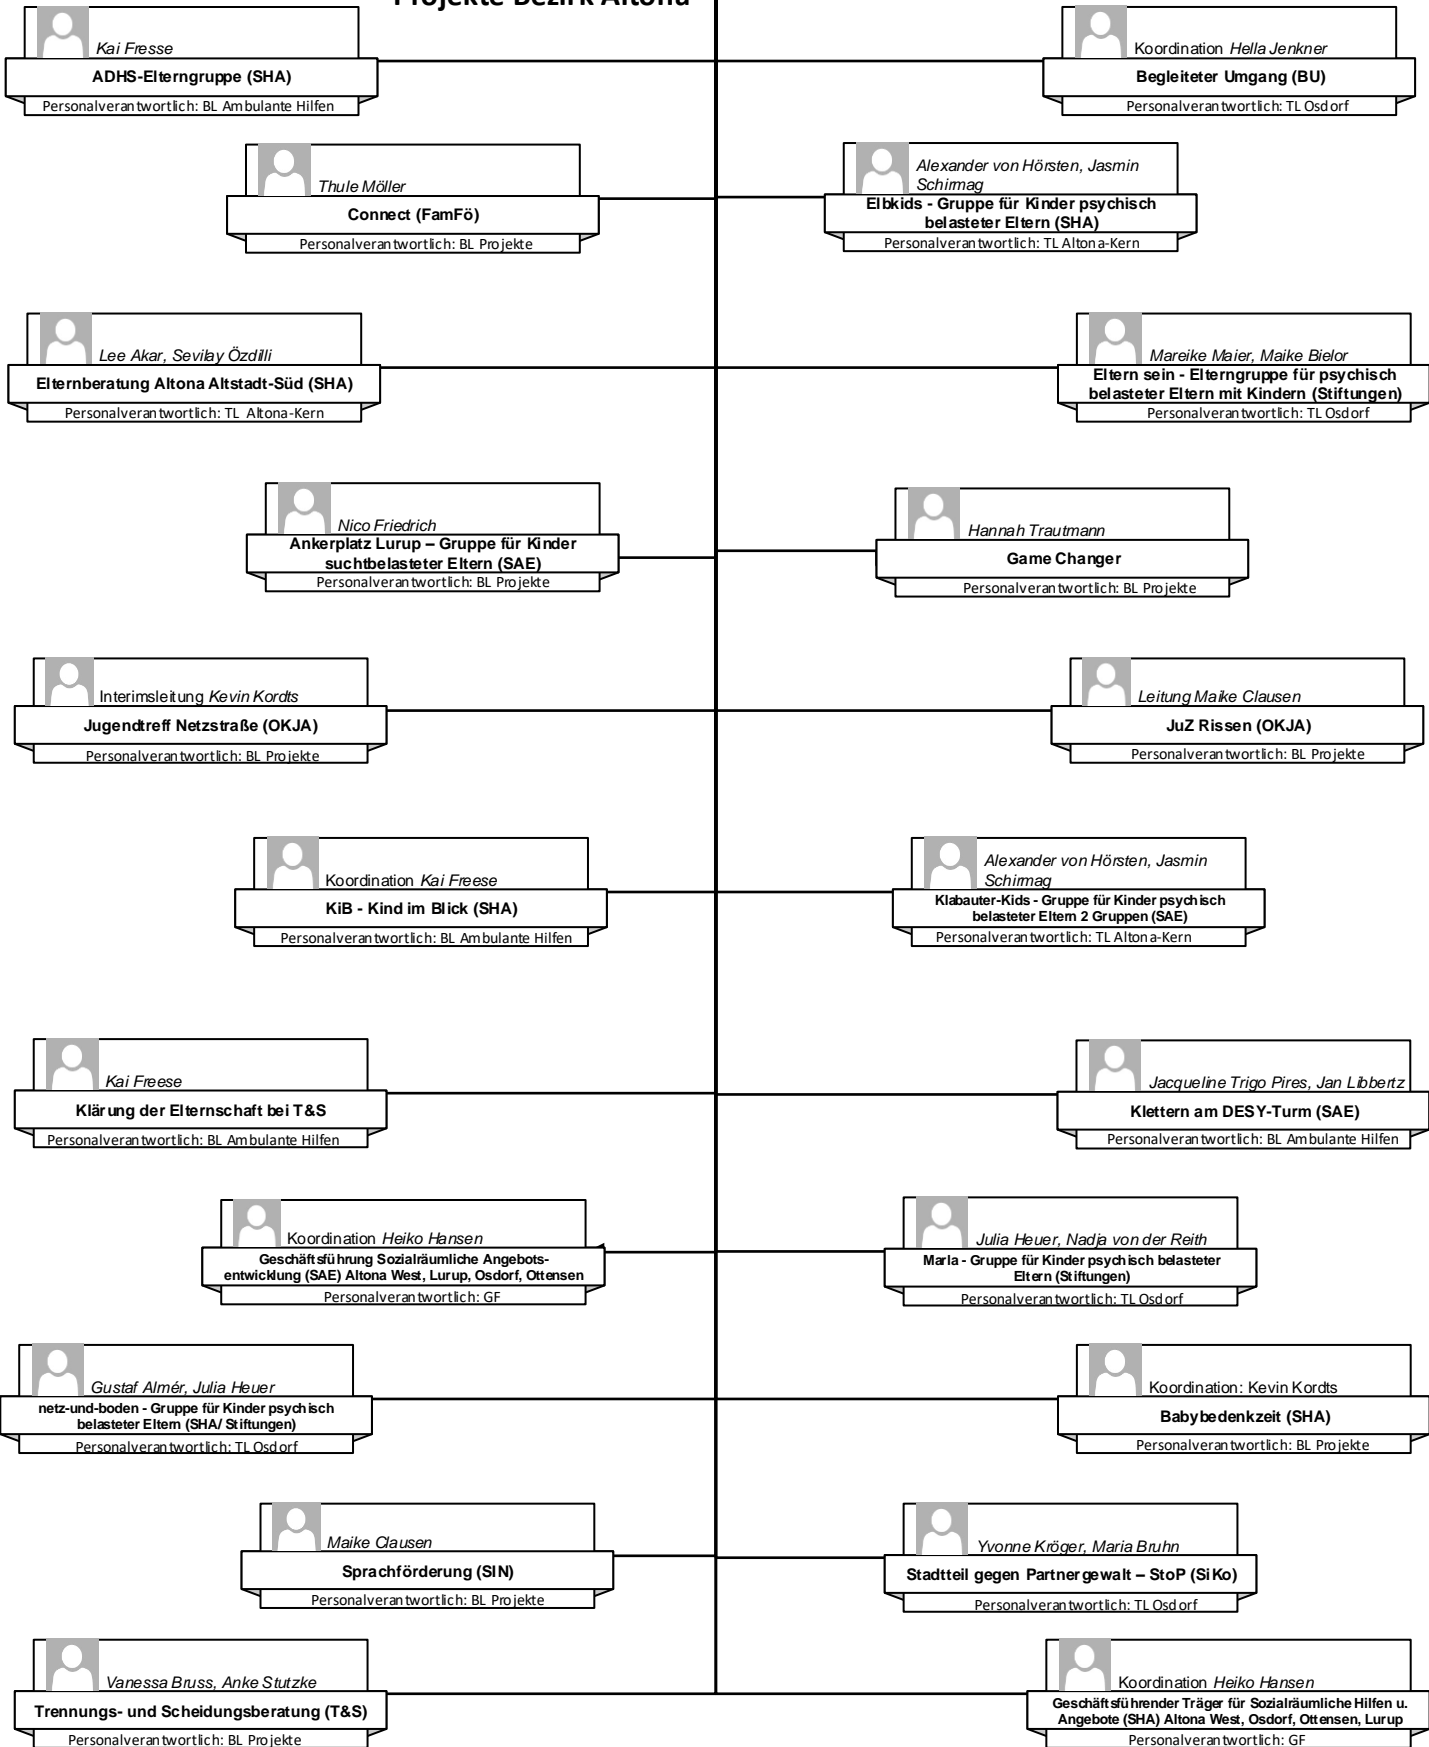 Projekte Bezirk Altona
Kai Fresse
ADHS-Elterngruppe (SHA)
Personalverantwortlich: BL Ambulante Hilfen
Koordination Hella Jenkner
Begleiteter Umgang (BU)
Personalverantwortlich: TL Osdorf
Thule Möller
Connect (FamFö)
Personalverantwortlich: BL Projekte
Alexander von Hörsten, Jasmin
Schirmag
Elbkids - Gruppe für Kinder psychisch
belasteter Eltern (SHA)
Personalverantwortlich: TL Altona-Kern
Lee Akar, Sevilay Özdilli
Elternberatung Altona Altstadt-Süd (SHA)
Personalverantwortlich: TL Altona-Kern
Mareike Maier, Maike Bielor
Eltern sein - Elterngruppe für psychisch
belasteter Eltern mit Kindern (Stiftungen)
Personalverantwortlich: TL Osdorf
Nico Friedrich
Ankerplatz Lurup – Gruppe für Kinder
suchtbelasteter Eltern (SAE)
Personalverantwortlich: BL Projekte
Hannah Trautmann
Game Changer
Personalverantwortlich: BL Projekte
Interimsleitung Kevin Kordts
Jugendtreff Netzstraße (OKJA)
Personalverantwortlich: BL Projekte
Leitung Maike Clausen
JuZ Rissen (OKJA)
Personalverantwortlich: BL Projekte
Koordination Kai Freese
KiB - Kind im Blick (SHA)
Personalverantwortlich: BL Ambulante Hilfen
Alexander von Hörsten, Jasmin
Schirmag
Klabauter-Kids - Gruppe für Kinder psychisch
belasteter Eltern 2 Gruppen (SAE)
Personalverantwortlich: TL Altona-Kern
Kai Freese
Klärung der Elternschaft bei T&S
Personalverantwortlich: BL Ambulante Hilfen
Jacqueline Trigo Pires, Jan Libbertz
Klettern am DESY-Turm (SAE)
Personalverantwortlich: BL Ambulante Hilfen
Koordination Heiko Hansen
Geschäftsführung Sozialräumliche Angebots-
entwicklung (SAE) Altona West, Lurup, Osdorf, Ottensen
Personalverantwortlich: GF
Julia Heuer, Nadja von der Reith
Marla - Gruppe für Kinder psychisch belasteter
Eltern (Stiftungen)
Personalverantwortlich: TL Osdorf
Gustaf Almér, Julia Heuer
netz-und-boden - Gruppe für Kinder psychisch
belasteter Eltern (SHA/ Stiftungen)
Personalverantwortlich: TL Osdorf
Koordination: Kevin Kordts
Babybedenkzeit (SHA)
Personalverantwortlich: BL Projekte
Maike Clausen
Sprachförderung (SIN)
Personalverantwortlich: BL Projekte
Yvonne Kröger, Maria Bruhn
Stadtteil gegen Partnergewalt – StoP (SiKo)
Personalverantwortlich: TL Osdorf
Vanessa Bruss, Anke Stutzke
Trennungs- und Scheidungsberatung (T&S)
Personalverantwortlich: BL Projekte
Koordination Heiko Hansen
Geschäftsführender Träger für Sozialräumliche Hilfen u.
Angebote (SHA) Altona West, Osdorf, Ottensen, Lurup
Personalverantwortlich: GF